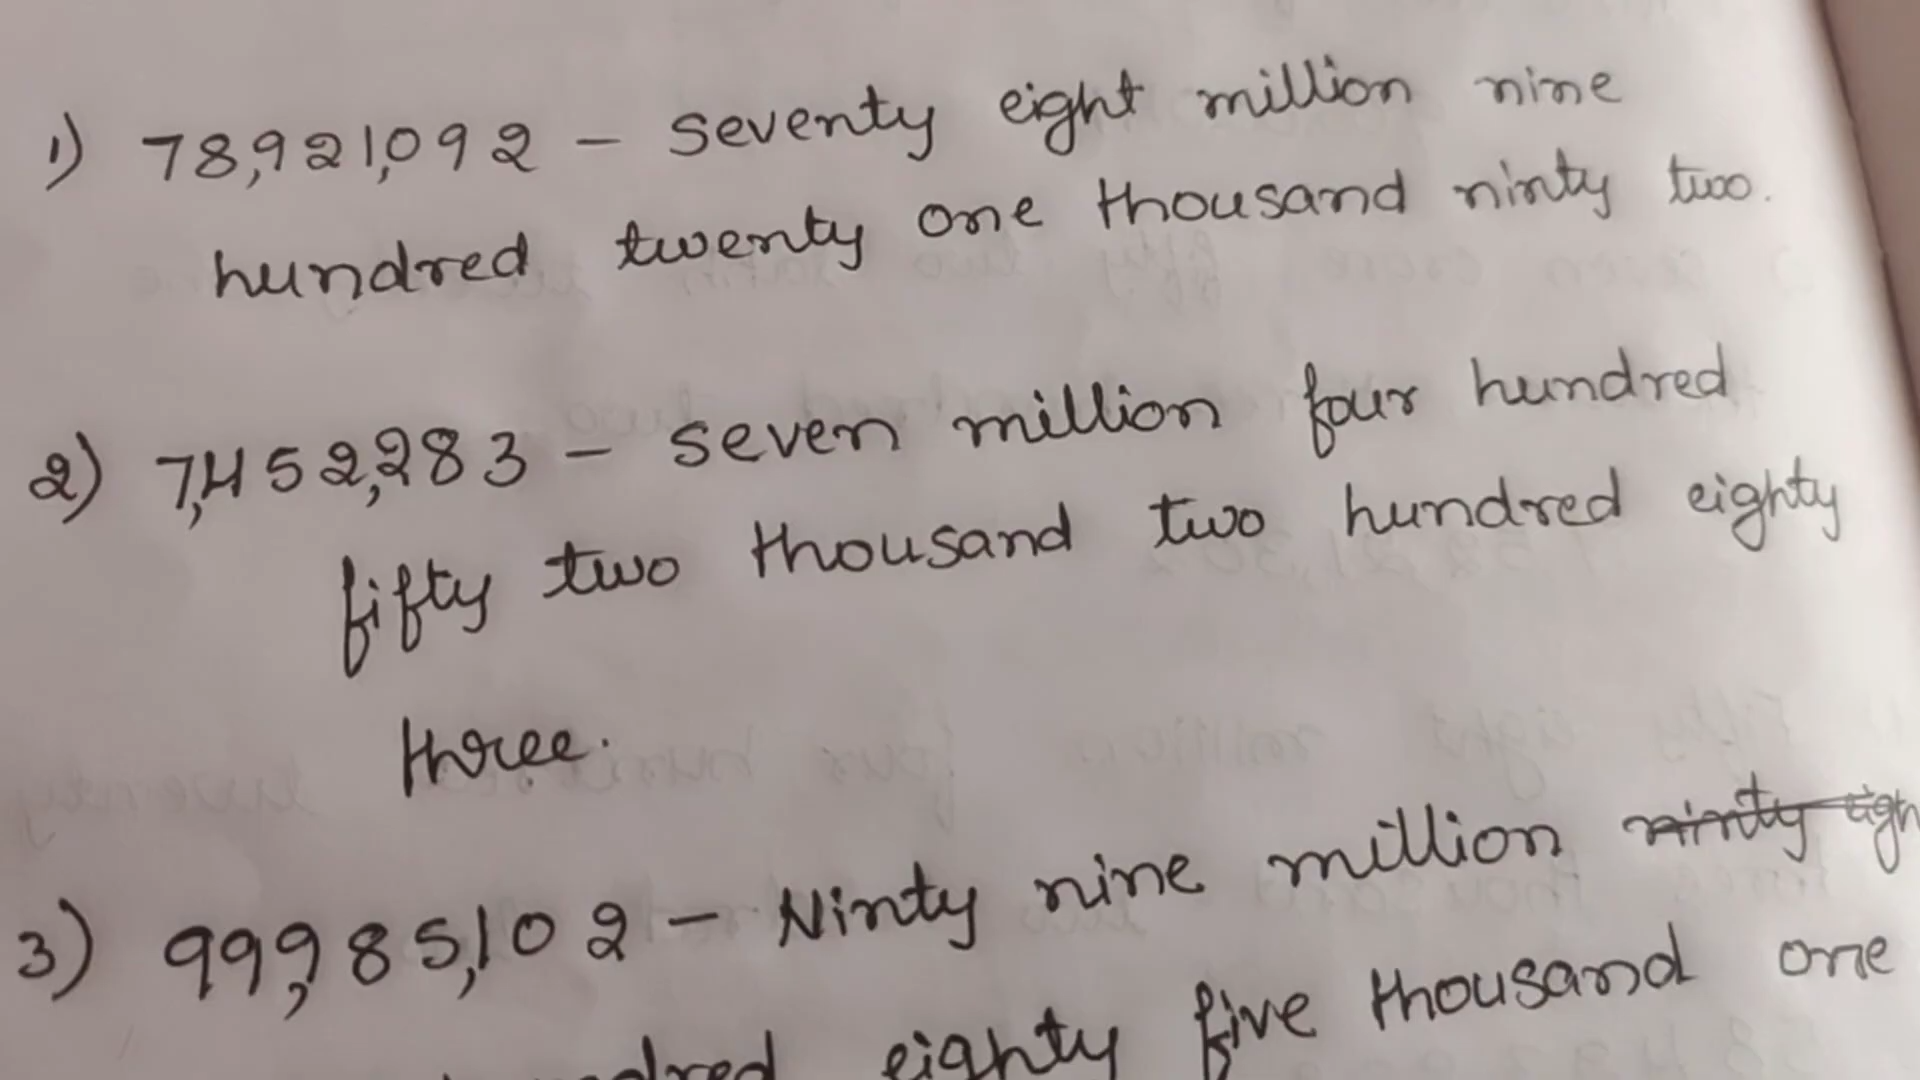 1) 78,921,092 - seventy eight million nine
hundred twenty one thousand ninty two.
2) 7,452,283 - seven million four hundred
fifty two thousand two hundred eighty
three.
3) 99,985,102 - Ninty nine million ninty
eighty five thousand one